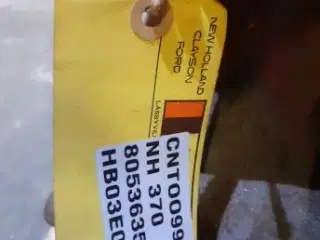 NEW HOLLAND
CLAYSON
FORD
CNT0099
NH 370
8053635
HB03E0